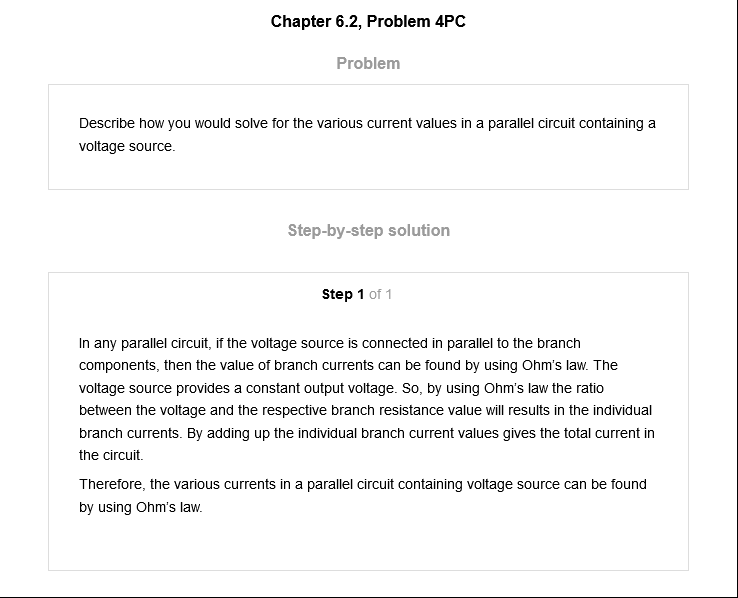 Chapter 6.2, Problem 4PC
Problem
Describe how you would solve for the various current values in a parallel circuit containing a
voltage source.
Step-by-step solution
Step 1 of 1
In any parallel circuit, if the voltage source is connected in parallel to the branch
components, then the value of branch currents can be found by using Ohm's law. The
voltage source provides a constant output voltage. So, by using Ohm's law the ratio
between the voltage and the respective branch resistance value will results in the individual
branch currents. By adding up the individual branch current values gives the total current in
the circuit.
Therefore, the various currents in a parallel circuit containing voltage source can be found
by using Ohm's law.